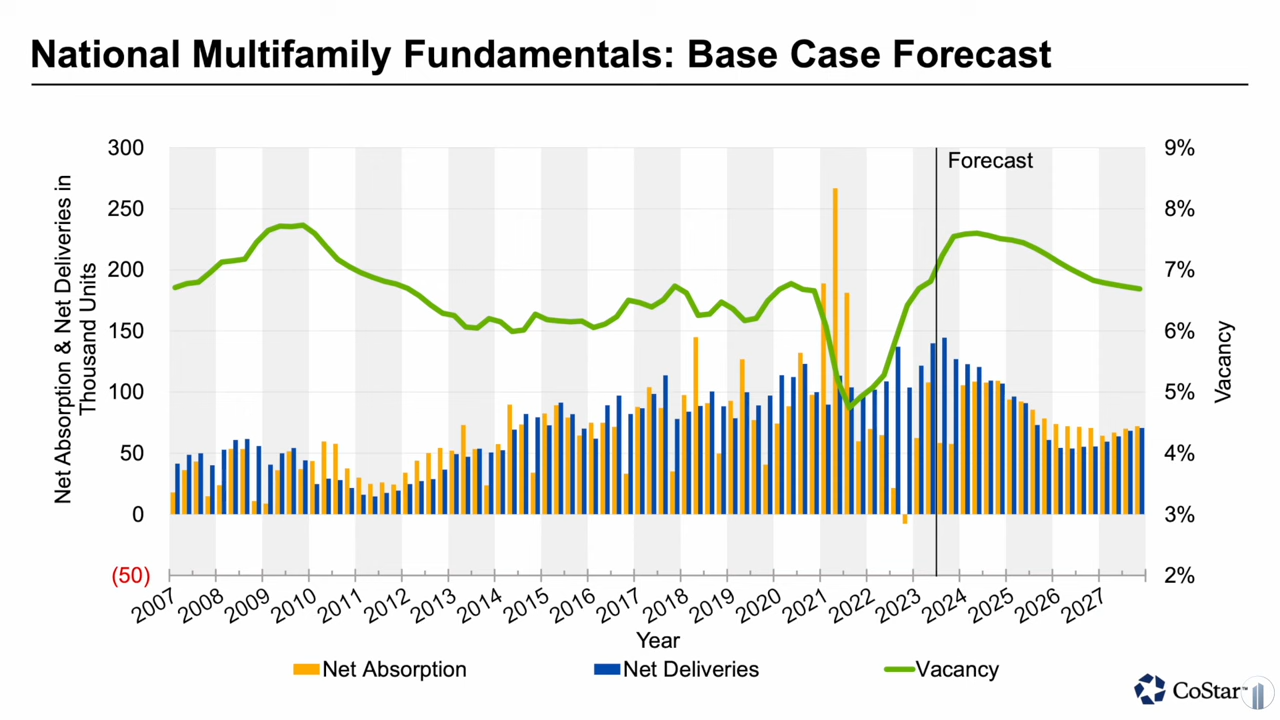 National Multifamily Fundamentals: Base Case Forecast
Net Absorption & Net Deliveries in
Thousand Units
300
250
200
150
100
50
0
(50)
Forecast
9%
8%
7%
6%
5%
4%
3%
2%
Vacancy
2007 2008 2009 2010 2011 2012 2013 2014 2015 2016 2017 2018 2019 2020 2021 2022 2023 2024 2025 2026 2027
Year
Net Absorption Net Deliveries Vacancy
CoStar™